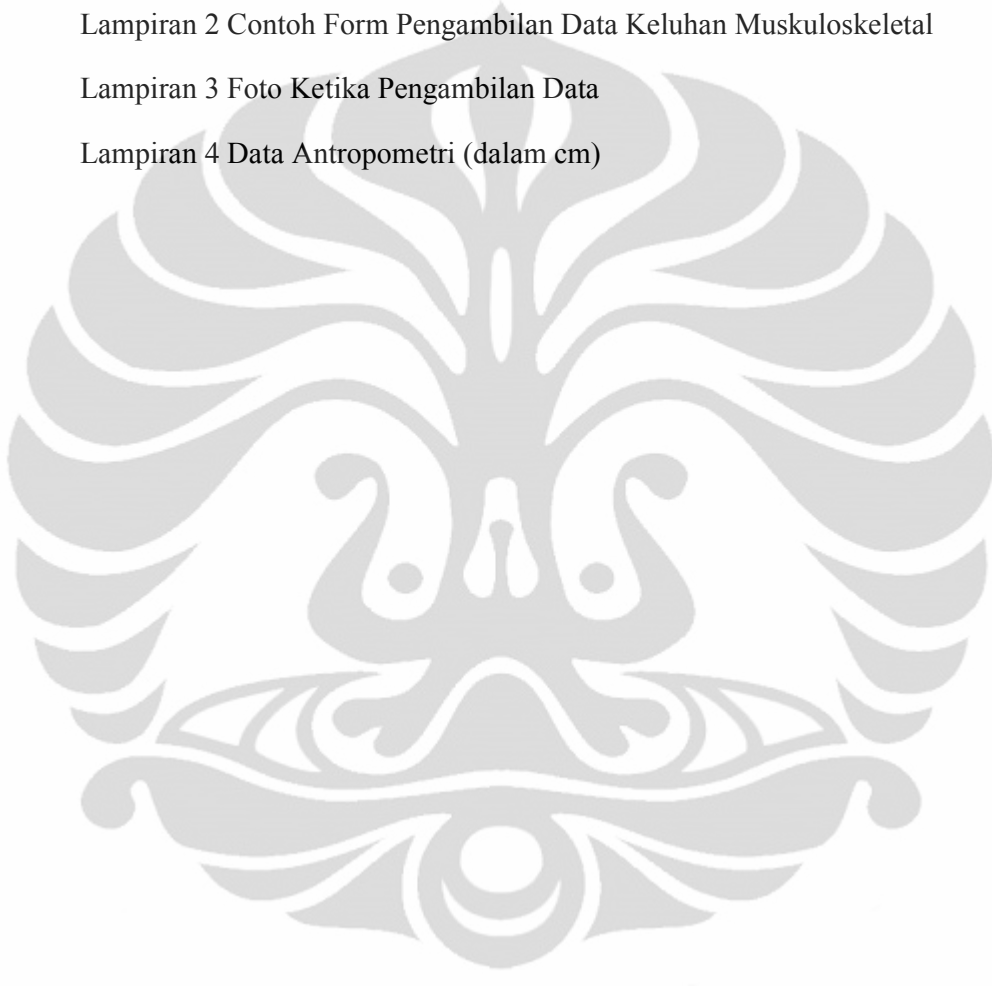 Lampiran 2 Contoh Form Pengambilan Data Keluhan Muskuloskeletal
Lampiran 3 Foto Ketika Pengambilan Data
Lampiran 4 Data Antropometri (dalam cm)